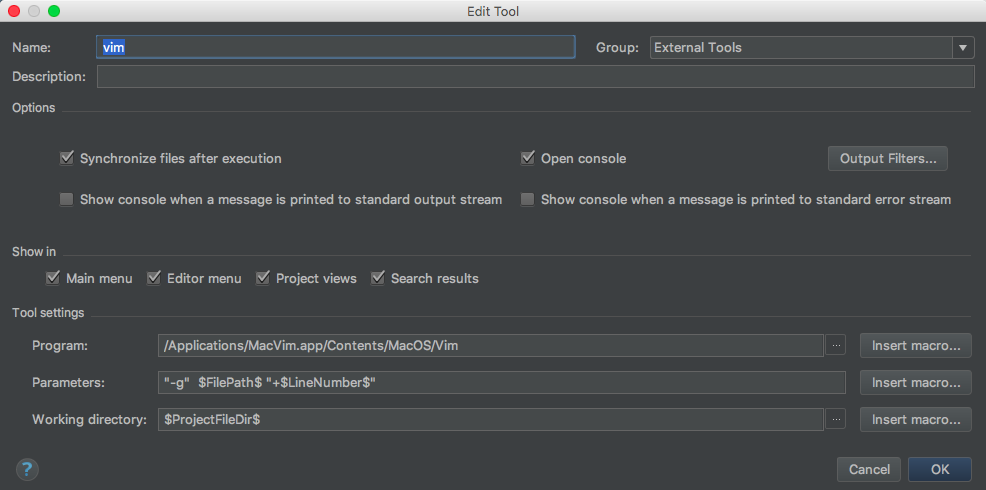 Edit Tool
Name: vim Group: External Tools
Description:
Options
Synchronize files after execution Open console Output Filters...
Show console when a message is printed to standard output stream Show console when a message is printed to standard error stream
Show in
Main menu Editor menu Project views Search results
Tool settings
Program: /Applications/MacVim.app/Contents/MacOS/Vim ... Insert macro...
Parameters: "-g"  $FilePath$ "+$LineNumber$" Insert macro...
Working directory: $ProjectFileDir$ ... Insert macro...
? Cancel OK